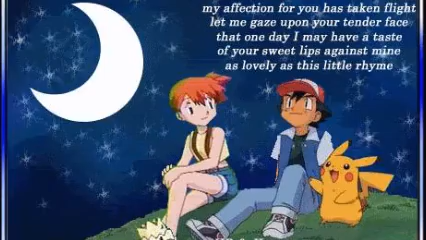 my affection for you has taken flight
let me gaze upon your tender face
that one day I may have a taste
of your sweet lips against mine
as lovely as this little rhyme